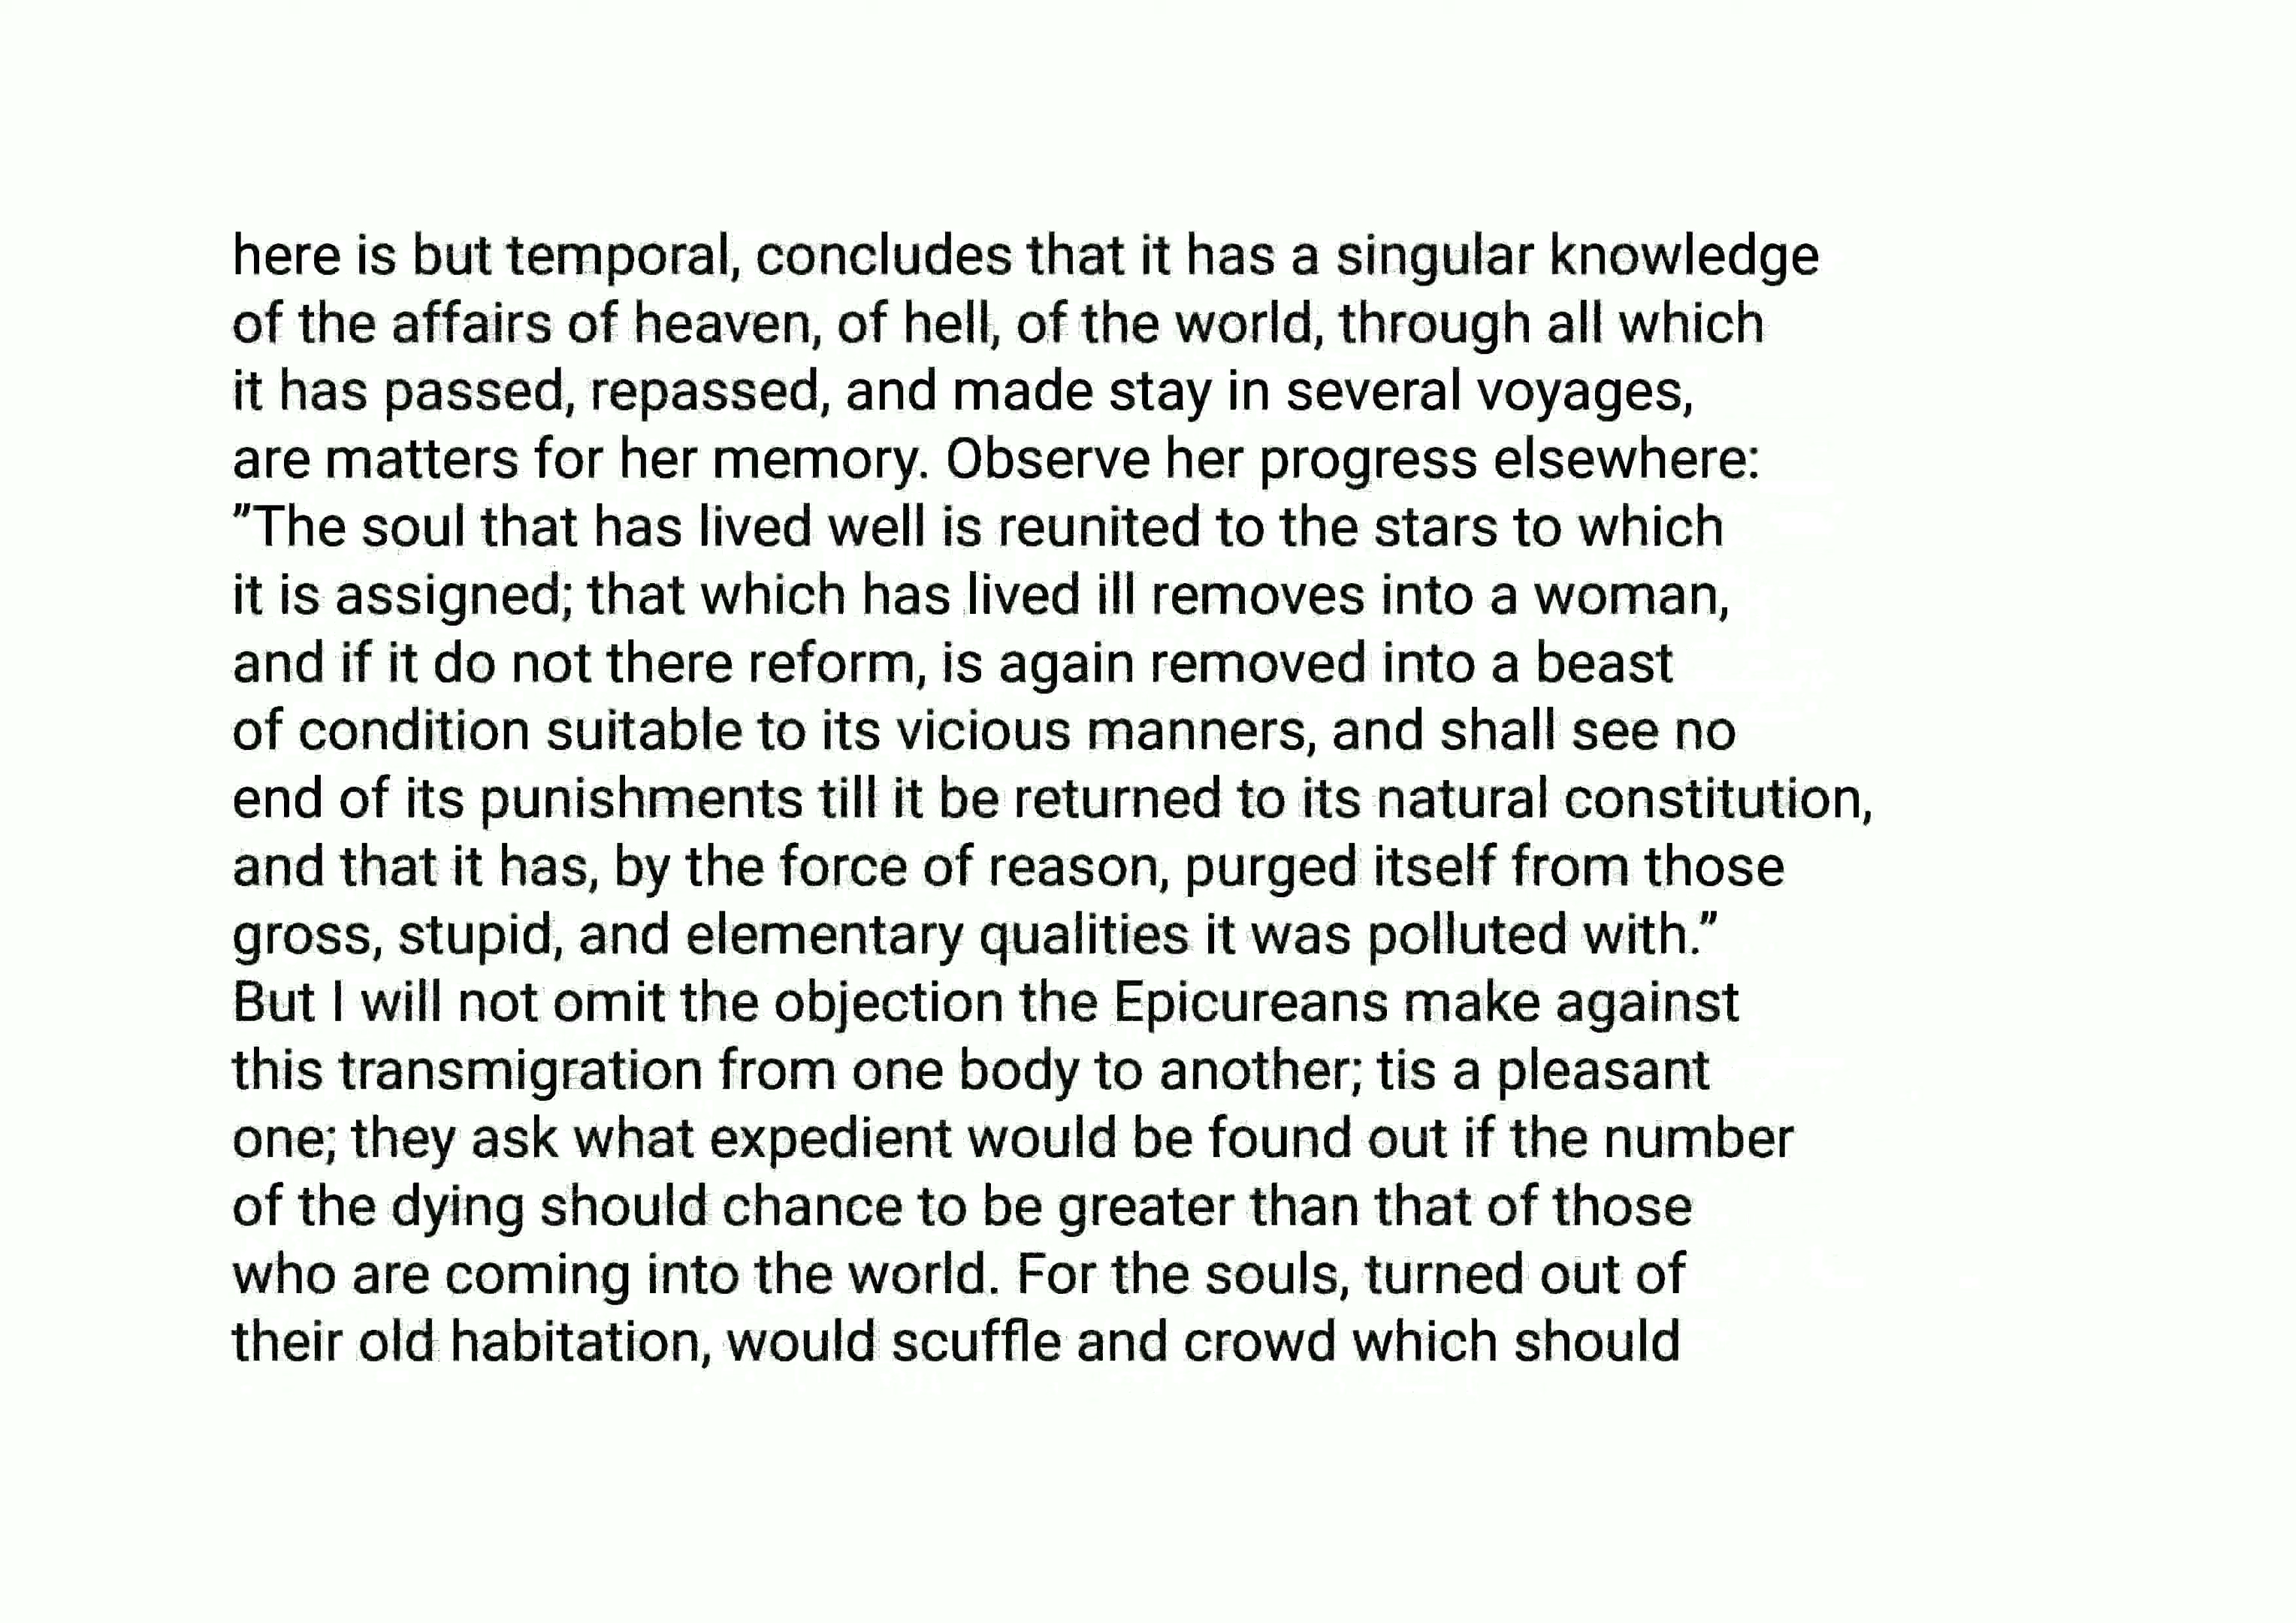 here is but temporal, concludes that it has a singular knowledge
of the affairs of heaven, of hell, of the world, through all which
it has passed, repassed, and made stay in several voyages,
are matters for her memory. Observe her progress elsewhere:
”The soul that has lived well is reunited to the stars to which
it is assigned; that which has lived ill removes into a woman,
and if it do not there reform, is again removed into a beast
of condition suitable to its vicious manners, and shall see no
end of its punishments till it be returned to its natural constitution,
and that it has, by the force of reason, purged itself from those
gross, stupid, and elementary qualities it was polluted with.”
But I will not omit the objection the Epicureans make against
this transmigration from one body to another; tis a pleasant
one; they ask what expedient would be found out if the number
of the dying should chance to be greater than that of those
who are coming into the world. For the souls, turned out of
their old habitation, would scuffle and crowd which should